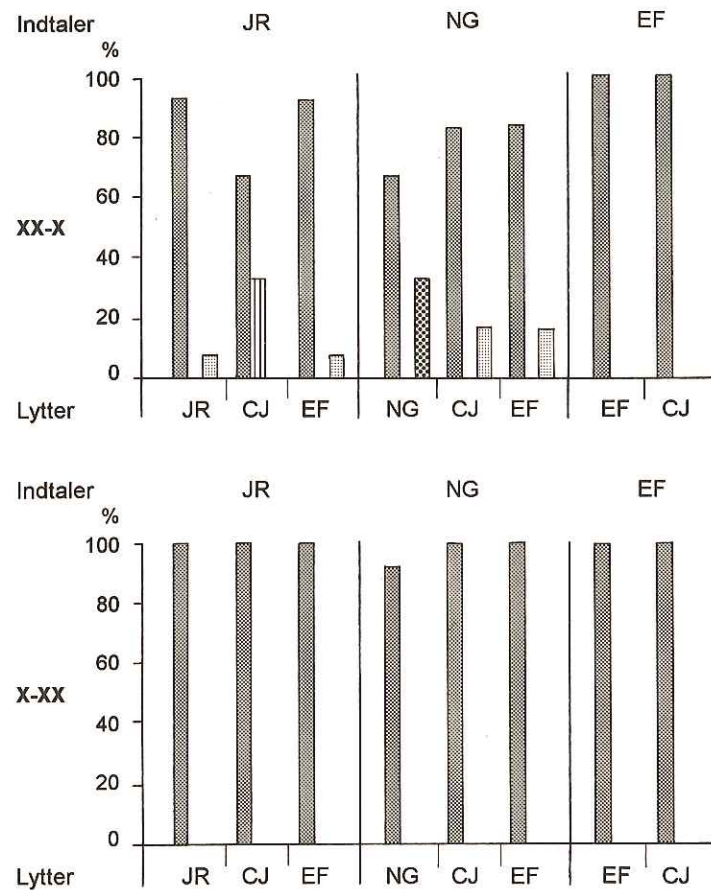 Indtaler JR NG EF
%
100
80
60
XX-X
40
20
0
Lytter JR CJ EF NG CJ EF EF CJ
Indtaler JR NG EF
%
100
80
60
X-XX
40
20
0
Lytter JR CJ EF NG CJ EF EF CJ